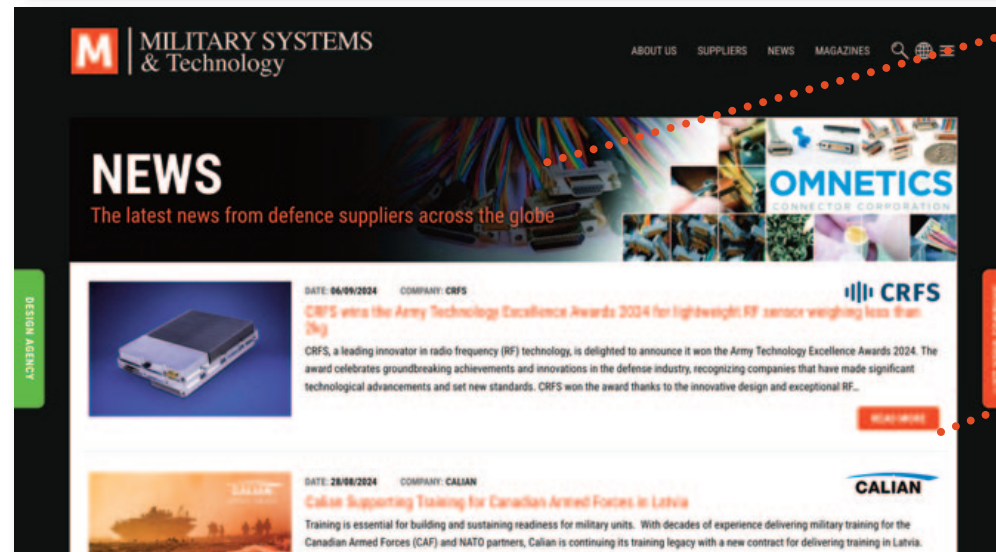 M
MILITARY SYSTEMS
& Technology
ABOUT US SUPPLIERS NEWS MAGAZINES
NEWS
The latest news from defence suppliers across the globe
OMNETICS
CONNECTOR CORPORATION
DESIGN AGENCY
DATE: 06/09/2024 COMPANY: CRFS
CRFS
CRFS wins the Army Technology Excellence Awards 2024 for lightweight RF sensor weighing less than
2kg
CRFS, a leading innovator in radio frequency (RF) technology, is delighted to announce it won the Army Technology Excellence Awards 2024. The
award celebrates groundbreaking achievements and innovations in the defense industry, recognizing companies that have made significant
technological advancements and set new standards. CRFS won the award thanks to the innovative design and exceptional RF...
READ MORE
DATE: 28/08/2024 COMPANY: CALIAN
CALIAN
CALIAN
Calian Supporting Training for Canadian Armed Forces in Latvia
Training is essential for building and sustaining readiness for military units. With decades of experience delivering military training for the
Canadian Armed Forces (CAF) and NATO partners, Calian is continuing its training legacy with a new contract for delivering training in Latvia.